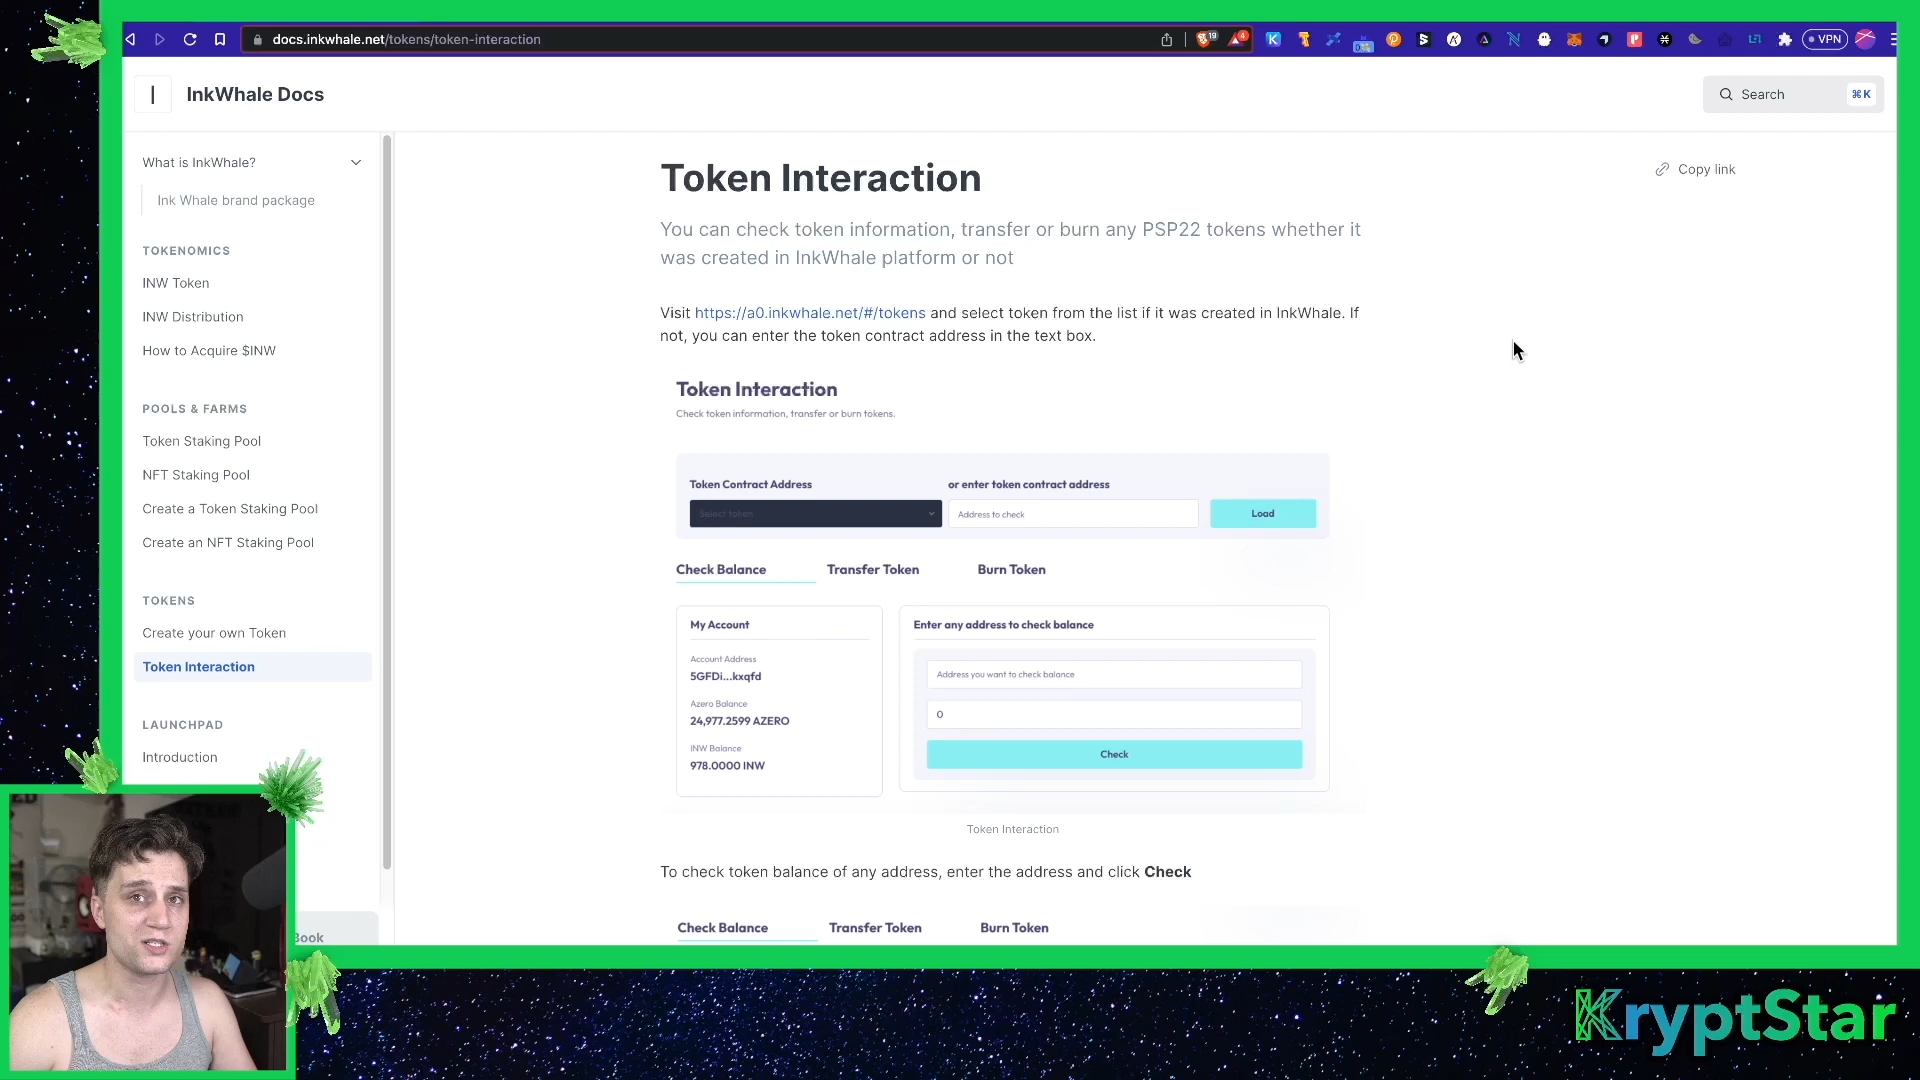 docs.inkwhale.net/tokens/token-interaction
19
4
VPN
InkWhale Docs
Search
⌘K
What is InkWhale?
Ink Whale brand package
TOKENOMICS
INW Token
INW Distribution
How to Acquire $INW
POOLS & FARMS
Token Staking Pool
NFT Staking Pool
Create a Token Staking Pool
Create an NFT Staking Pool
TOKENS
Create your own Token
Token Interaction
LAUNCHPAD
Introduction
Book
Token Interaction
Copy link
You can check token information, transfer or burn any PSP22 tokens whether it
was created in InkWhale platform or not
Visit https://a0.inkwhale.net/#/tokens and select token from the list if it was created in InkWhale. If
not, you can enter the token contract address in the text box.
Token Interaction
Check token information, transfer or burn tokens.
Token Contract Address
or enter token contract address
Select token
Address to check
Load
Check Balance
Transfer Token
Burn Token
My Account
Account Address
5GFDi...kxqfd
Azero Balance
24,977.2599 AZERO
INW Balance
978.0000 INW
Enter any address to check balance
Address you want to check balance
0
Check
Token Interaction
To check token balance of any address, enter the address and click Check
Check Balance
Transfer Token
Burn Token
KryptStar